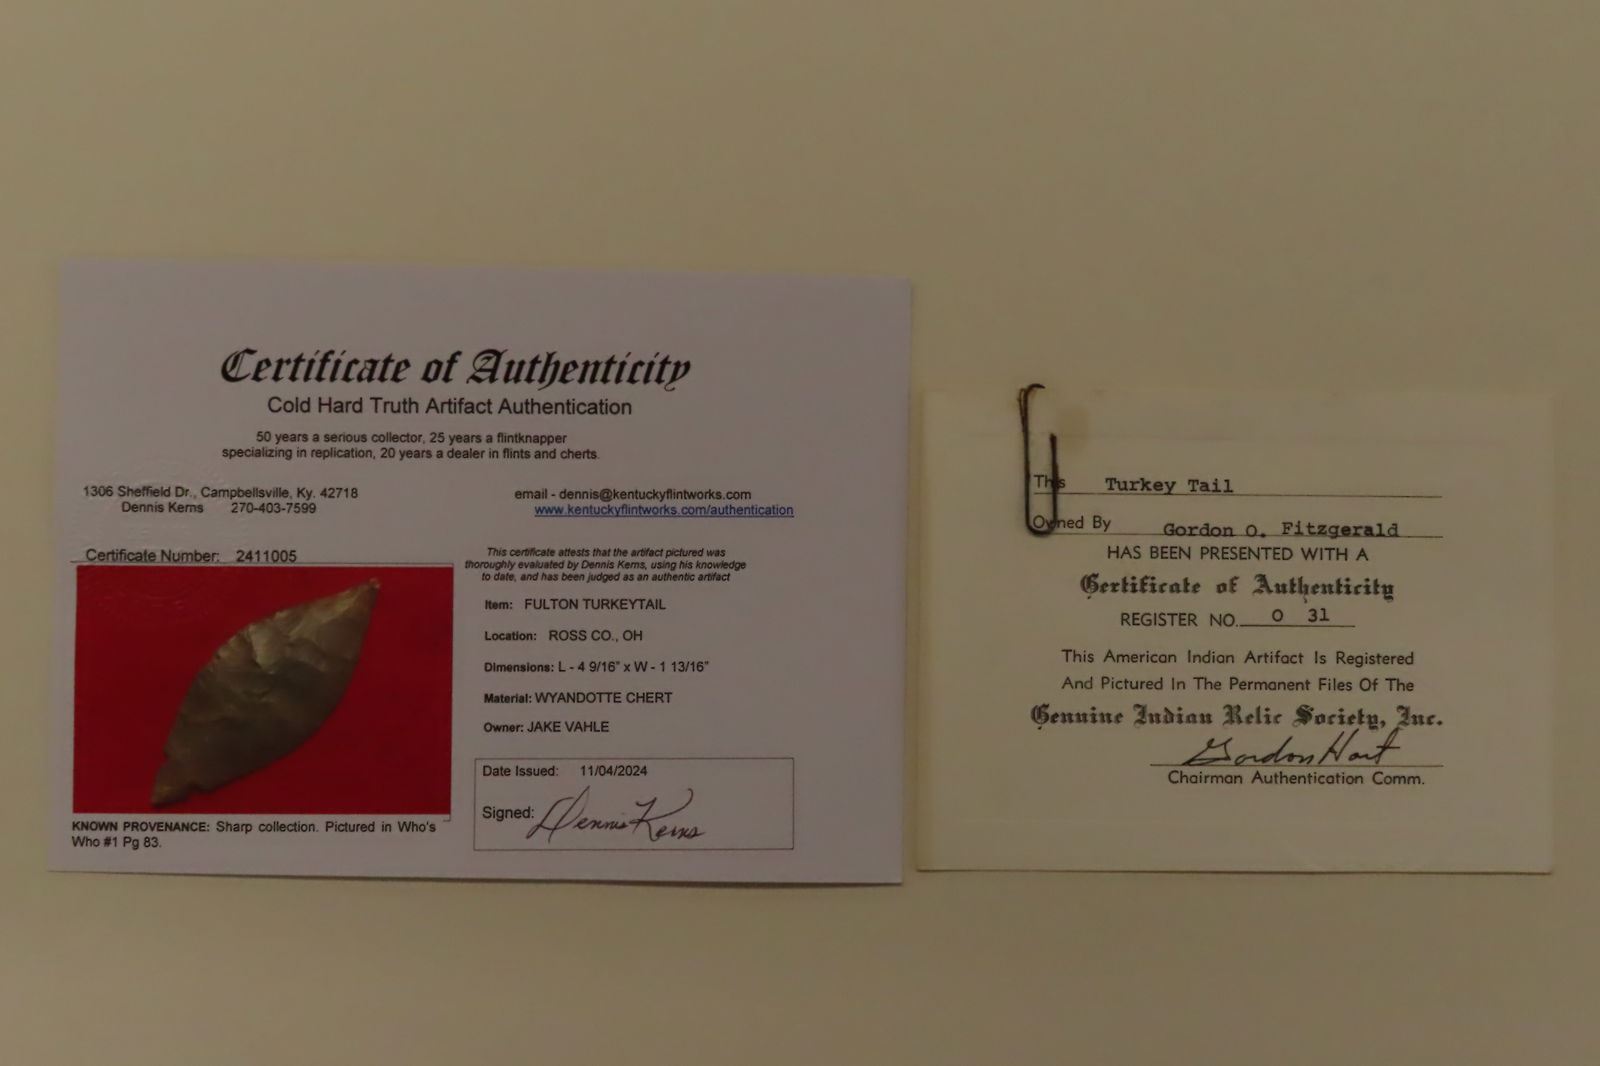 Certificate of Authenticity
Cold Hard Truth Artifact Authentication
50 years a serious collector, 25 years a flintknapper
specializing in replication, 20 years a dealer in flints and cherts.
1306 Sheffield Dr., Campbellsville, Ky. 42718
Dennis Kerns 270-403-7599
email - dennis@kentuckyflintworks.com
www.kentuckyflintworks.com/authentication
Certificate Number: 2411005
This certificate attests that the artifact pictured was
thoroughly evaluated by Dennis Kerns, using his knowledge
to date, and has been judged as an authentic artifact
Item: FULTON TURKEYTAIL
Location: ROSS CO., OH
Dimensions: L - 4 9/16" x W - 1 13/16"
Material: WYANDOTTE CHERT
Owner: JAKE VAHLE
Date Issued: 11/04/2024
Signed: Dennis Kerns
KNOWN PROVENANCE: Sharp collection. Pictured in Who's
Who #1 Pg 83.
This Turkey Tail
Owned By Gordon O. Fitzgerald
HAS BEEN PRESENTED WITH A
Certificate of Authenticity
REGISTER NO. O 31
This American Indian Artifact Is Registered
And Pictured In The Permanent Files Of The
Genuine Indian Relic Society, Inc.
Gordon Hart
Chairman Authentication Comm.